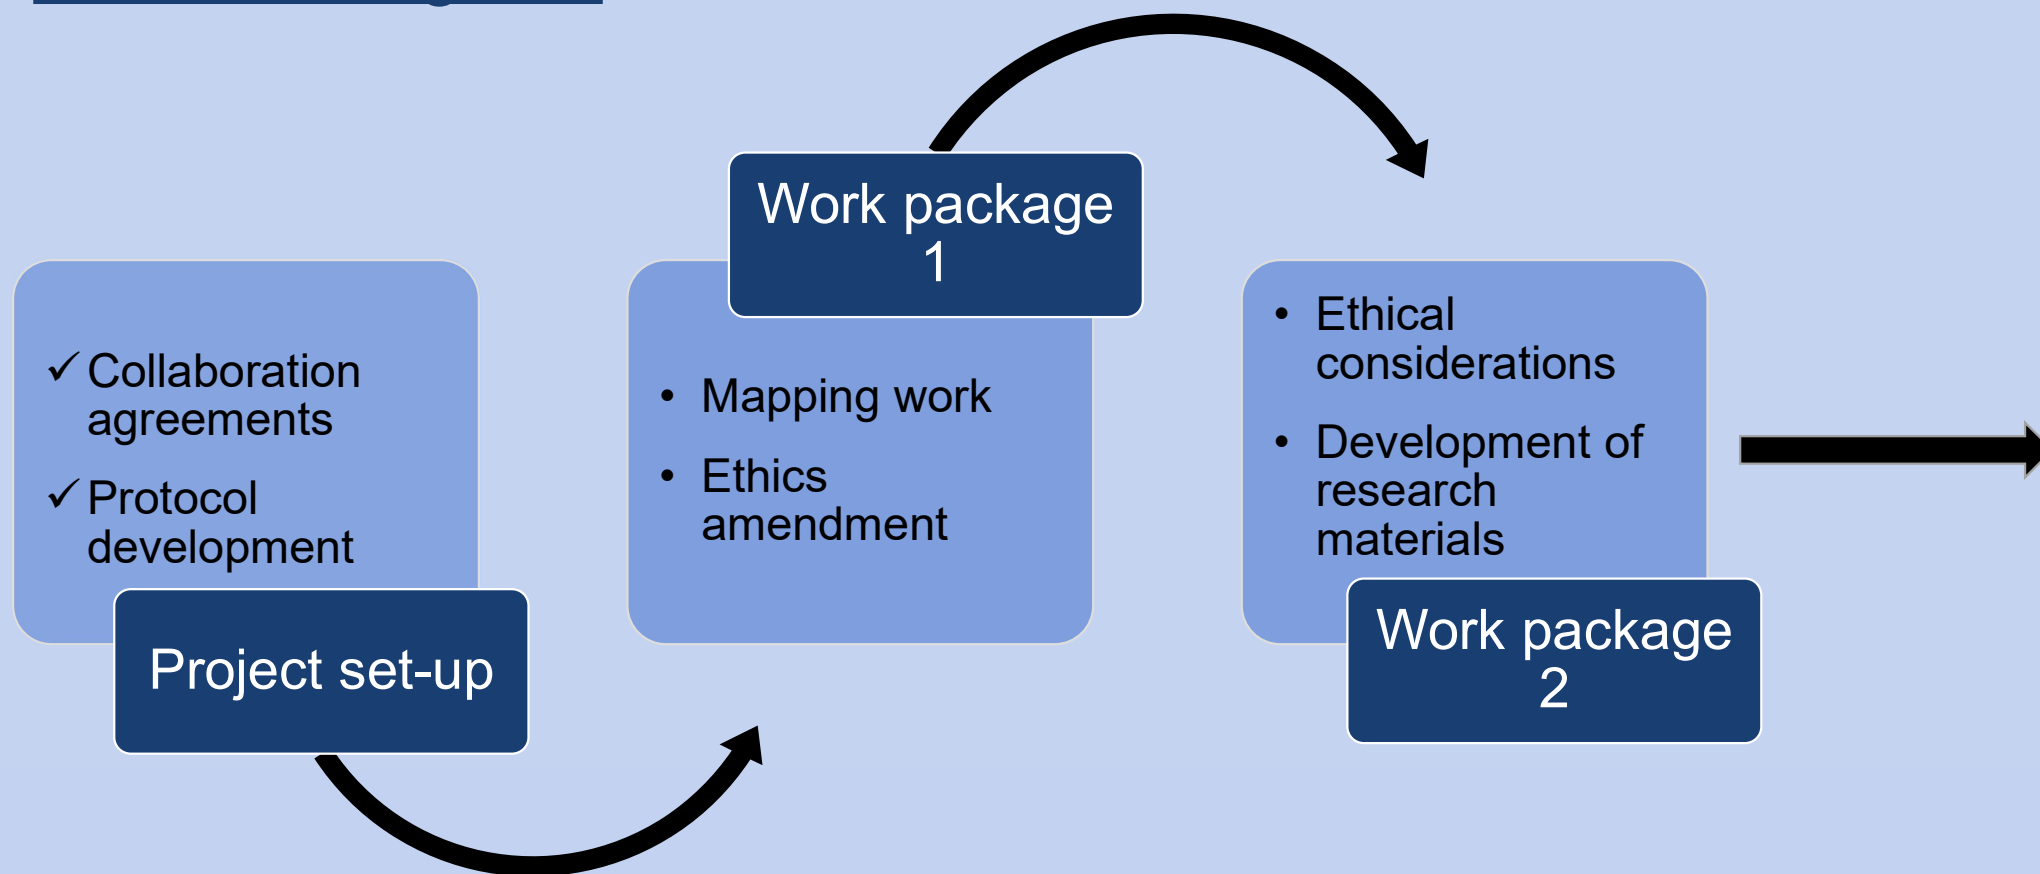 ✓ Collaboration
agreements
✓ Protocol
development
Project set-up
Work package
1
• Mapping work
• Ethics
amendment
• Ethical
considerations
• Development of
research
materials
Work package
2